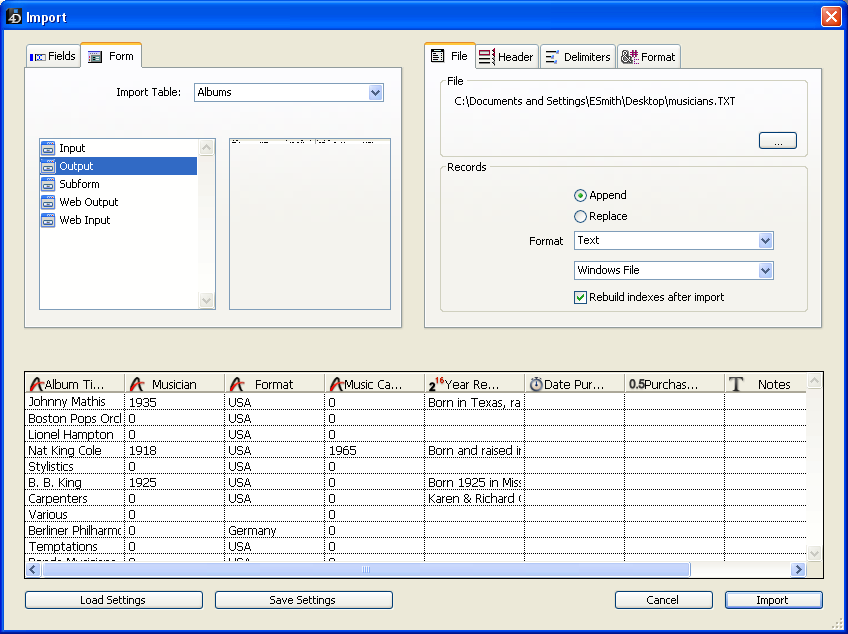 Import
Fields
Form
Import Table:
Albums
Input
Output
Subform
Web Output
Web Input
File
Header
Delimiters
Format
File
C:\Documents and Settings\ESmith\Desktop\musicians.TXT
...
Records
Append
Replace
Format
Text
Windows File
Rebuild indexes after import
Album Ti... Musician Format Music Ca... 2^16 Year Re... Date Pur... 0.5 Purchas... T Notes
Johnny Mathis 1935 USA 0 Born in Texas, ra
Boston Pops Orcl 0 USA 0
Lionel Hampton 0 USA 0
Nat King Cole 1918 USA 1965 Born and raised in
Stylistics 0 USA 0
B. B. King 1925 USA 0 Born 1925 in Miss
Carpenters 0 USA 0 Karen & Richard C
Various 0 0
Berliner Philharmo 0 Germany 0
Temptations 0 USA 0
Load Settings
Save Settings
Cancel
Import